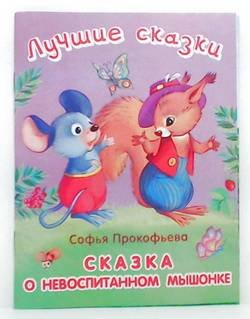 Лучшие сказки
Софья Прокофьева
СКАЗКА
О НЕВОСПИТАННОМ МЫШОНКЕ